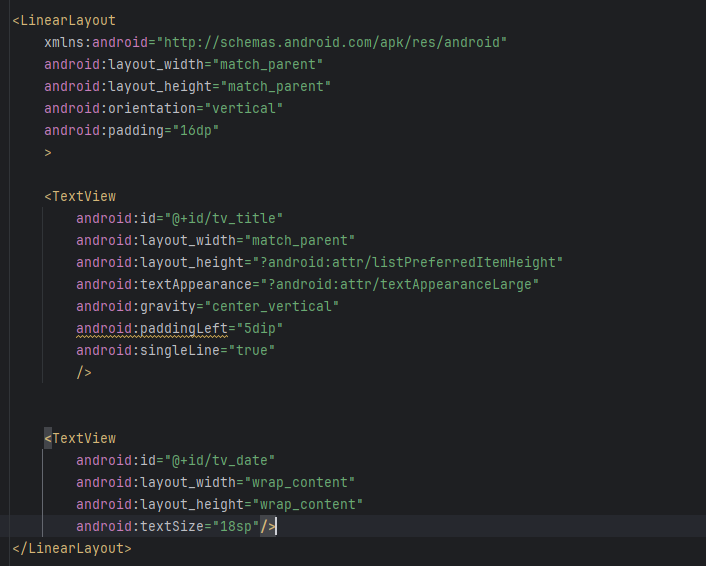 <LinearLayout
xmlns:android="http://schemas.android.com/apk/res/android"
android:layout_width="match_parent"
android:layout_height="match_parent"
android:orientation="vertical"
android:padding="16dp"
>
<TextView
android:id="@+id/tv_title"
android:layout_width="match_parent"
android:layout_height="?android:attr/listPreferredItemHeight"
android:textAppearance="?android:attr/textAppearanceLarge"
android:gravity="center_vertical"
android:paddingLeft="5dip"
android:singleLine="true"
/>
<TextView
android:id="@+id/tv_date"
android:layout_width="wrap_content"
android:layout_height="wrap_content"
android:textSize="18sp"/>
</LinearLayout>